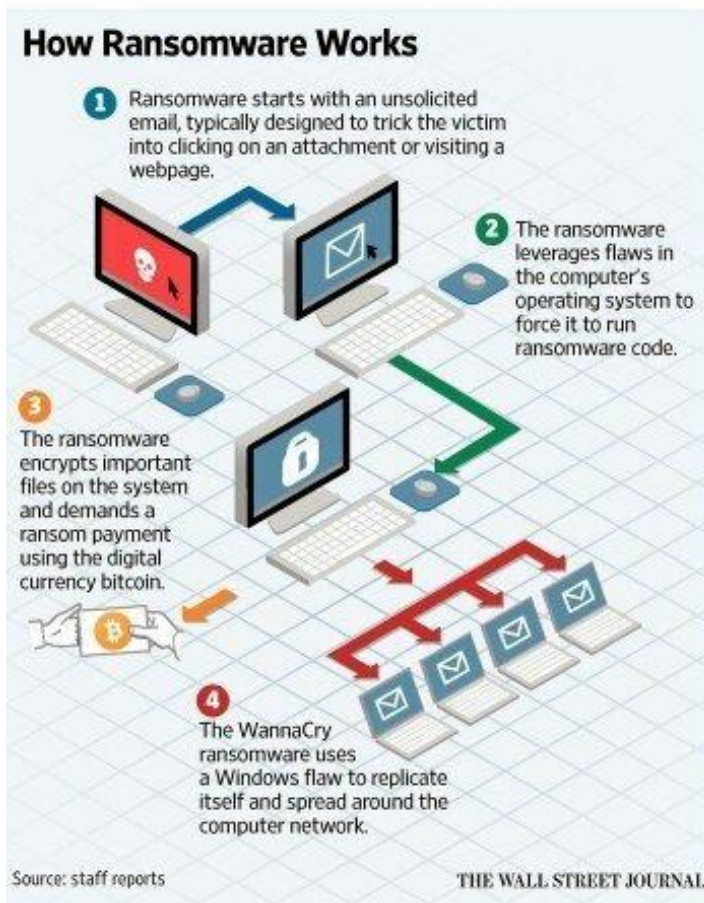 How Ransomware Works
1 Ransomware starts with an unsolicited
email, typically designed to trick the victim
into clicking on an attachment or visiting a
webpage.
2 The ransomware
leverages flaws in
the computer's
operating system to
force it to run
ransomware code.
3
The ransomware
encrypts important
files on the system
and demands a
ransom payment
using the digital
currency bitcoin.
4
The WannaCry
ransomware uses
a Windows flaw to replicate
itself and spread around the
computer network.
Source: staff reports
THE WALL STREET JOURNAL